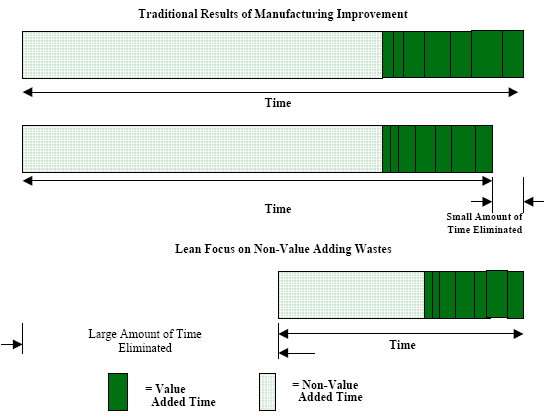 Traditional Results of Manufacturing Improvement
Time
Time
Small Amount of
Time Eliminated
Lean Focus on Non-Value Adding Wastes
Large Amount of Time
Eliminated
Time
= Value
Added Time
= Non-Value
Added Time